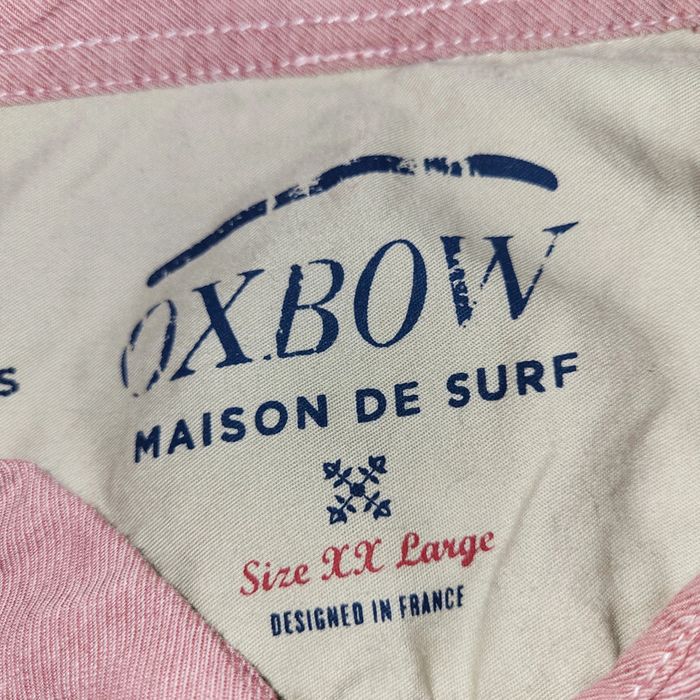 OXBOW
MAISON DE SURF
Size XX Large
DESIGNED IN FRANCE